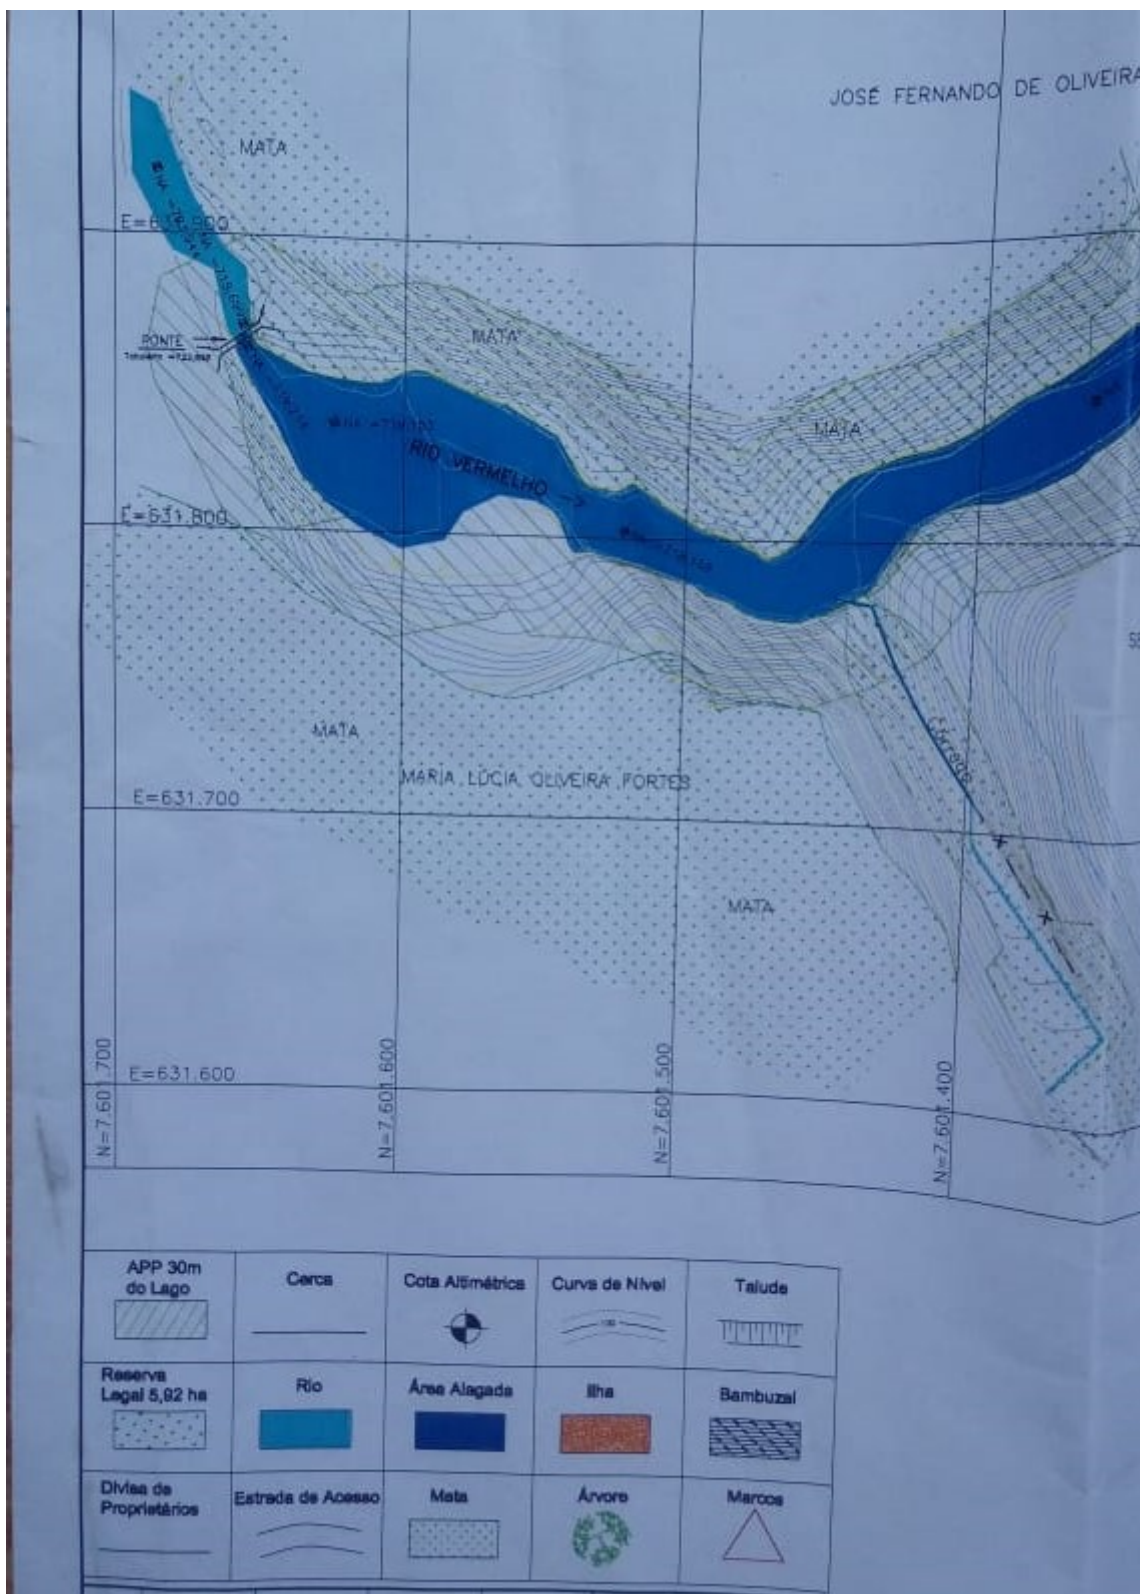 JOSÉ FERNANDO DE OLIVEIRA
MATA
E=631.900
PONTE
MATA
MATA
RIO VERMELHO
E=631.800
Córrego
MATA
MARIA LÚCIA OLIVEIRA FORTES
E=631.700
MATA
E=631.600
N=7.601.700
N=7.601.600
N=7.601.500
N=7.601.400
APP 30m
do Lago
Cerca
Cota Altimétrica
Curva de Nível
Talude
Reserva
Legal 5,92 ha
Rio
Área Alagada
Ilha
Bambuzal
Divisa de
Proprietários
Estrada de Acesso
Mata
Árvore
Marcos